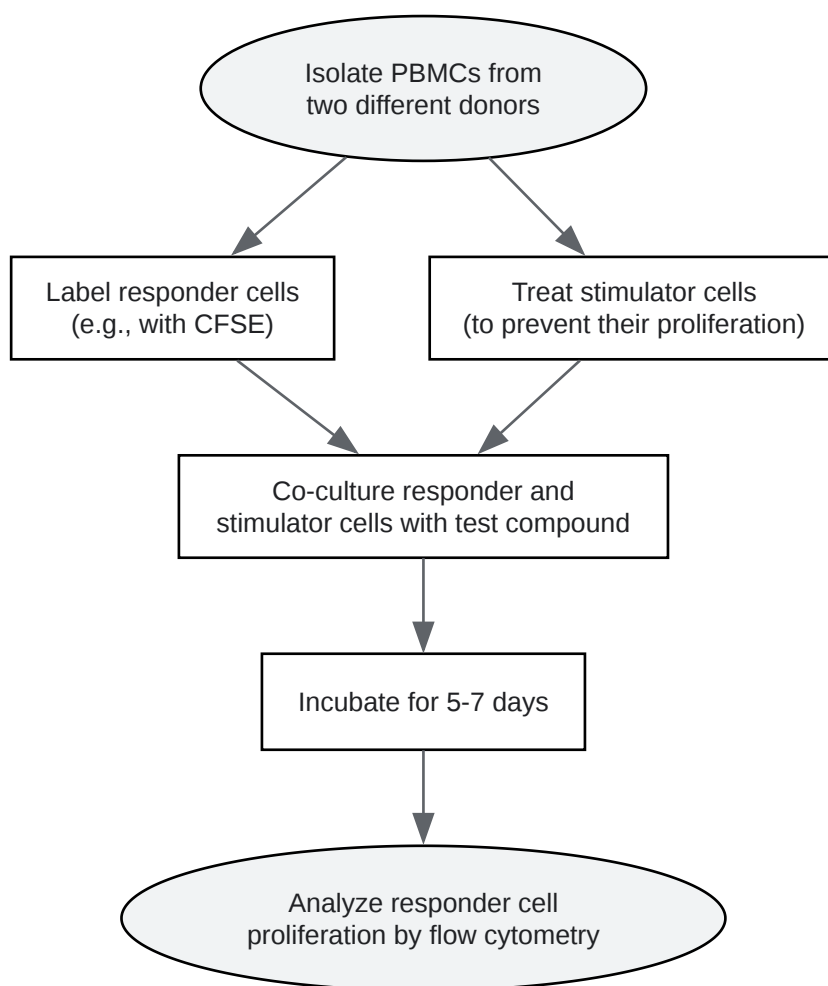 Isolate PBMCs from
two different donors
Label responder cells
(e.g., with CFSE)
Treat stimulator cells
(to prevent their proliferation)
Co-culture responder and
stimulator cells with test compound
Incubate for 5-7 days
Analyze responder cell
proliferation by flow cytometry